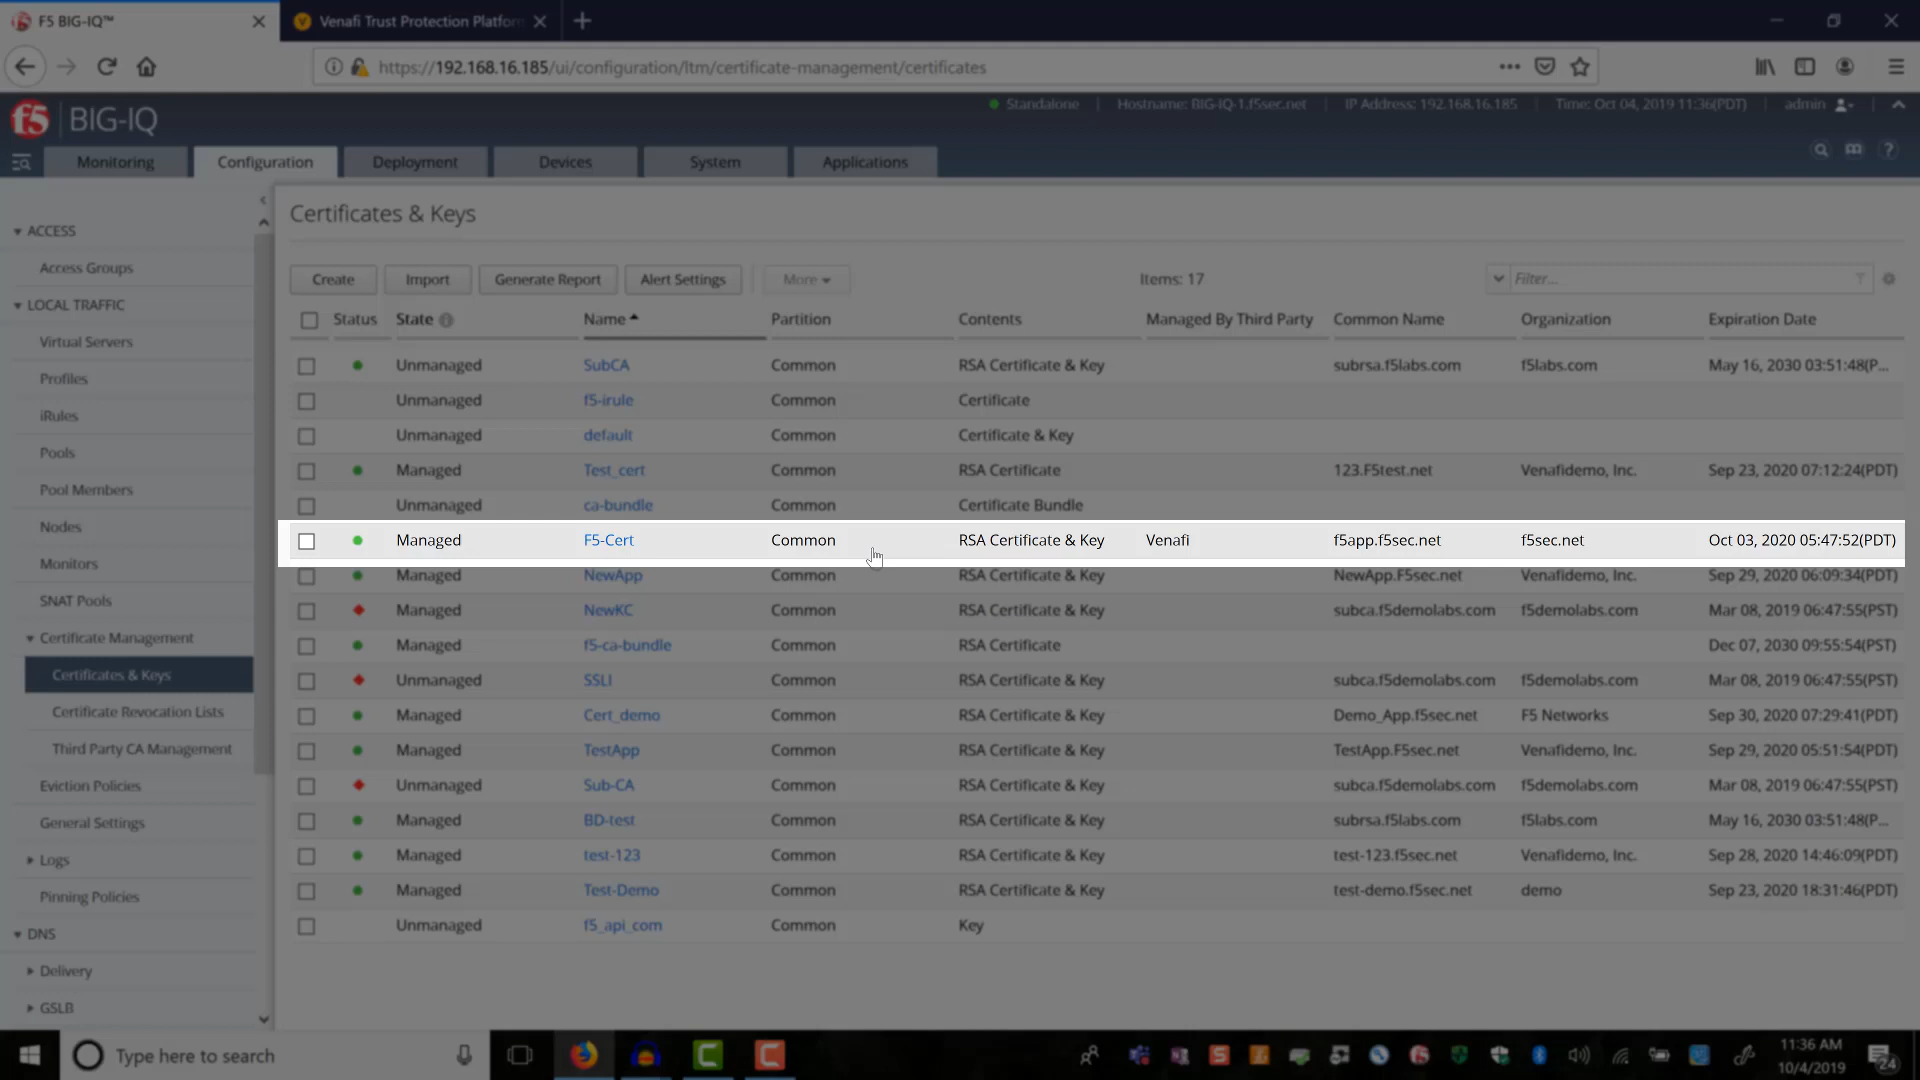 F5 BIG-IQ™
Venafi Trust Protection Platform
https://192.168.16.185/ui/configuration/ltm/certificate-management/certificates
f5 BIG-IQ
Standalone Hostname: BIG-IQ-1.f5sec.net IP Address: 192.168.16.185 Time: Oct 04, 2019 11:36(PDT) admin
Monitoring Configuration Deployment Devices System Applications
ACCESS
Access Groups
LOCAL TRAFFIC
Virtual Servers
Profiles
iRules
Pools
Pool Members
Nodes
Monitors
SNAT Pools
Certificate Management
Certificates & Keys
Certificate Revocation Lists
Third Party CA Management
Eviction Policies
General Settings
Logs
Pinning Policies
DNS
Delivery
GSLB
Certificates & Keys
Create Import Generate Report Alert Settings More Items: 17 Filter...
Status State Name Partition Contents Managed By Third Party Common Name Organization Expiration Date
Unmanaged SubCA Common RSA Certificate & Key subrsa.f5labs.com f5labs.com May 16, 2030 03:51:48(P...
Unmanaged f5-irule Common Certificate
Unmanaged default Common Certificate & Key
Managed Test_cert Common RSA Certificate 123.F5test.net Venafidemo, Inc. Sep 23, 2020 07:12:24(PDT)
Unmanaged ca-bundle Common Certificate Bundle
Managed F5-Cert Common RSA Certificate & Key Venafi f5app.f5sec.net f5sec.net Oct 03, 2020 05:47:52(PDT)
Managed NewApp Common RSA Certificate & Key NewApp.F5sec.net Venafidemo, Inc. Sep 29, 2020 06:09:34(PDT)
Managed NewKC Common RSA Certificate & Key subca.f5demolabs.com f5demolabs.com Mar 08, 2019 06:47:55(PST)
Managed f5-ca-bundle Common RSA Certificate Dec 07, 2030 09:55:54(PST)
Unmanaged SSLI Common RSA Certificate & Key subca.f5demolabs.com f5demolabs.com Mar 08, 2019 06:47:55(PST)
Managed Cert_demo Common RSA Certificate & Key Demo_App.f5sec.net F5 Networks Sep 30, 2020 07:29:41(PDT)
Managed TestApp Common RSA Certificate & Key TestApp.F5sec.net Venafidemo, Inc. Sep 29, 2020 05:51:54(PDT)
Unmanaged Sub-CA Common RSA Certificate & Key subca.f5demolabs.com f5demolabs.com Mar 08, 2019 06:47:55(PST)
Managed BD-test Common RSA Certificate & Key subrsa.f5labs.com f5labs.com May 16, 2030 03:51:48(P...
Managed test-123 Common RSA Certificate & Key test-123.f5sec.net Venafidemo, Inc. Sep 28, 2020 14:46:09(PDT)
Managed Test-Demo Common RSA Certificate & Key test-demo.f5sec.net demo Sep 23, 2020 18:31:46(PDT)
Unmanaged f5_api_com Common Key
Type here to search
11:36 AM
10/4/2019
24